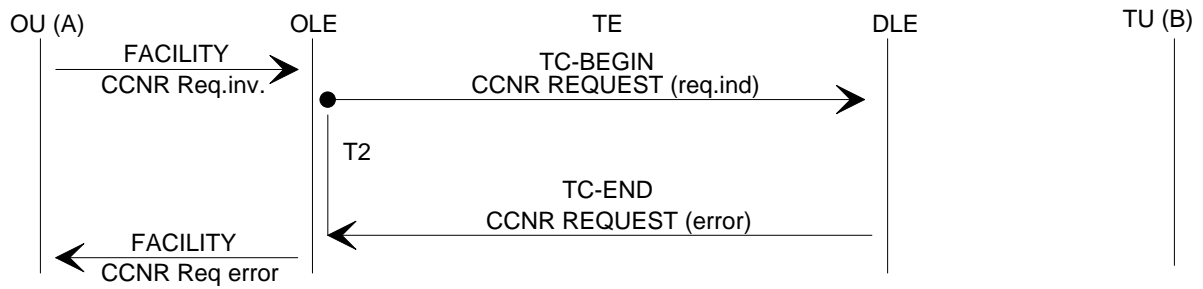 OU (A)
OLE
TE
DLE
TU (B)
FACILITY
CCNR Req.inv.
TC-BEGIN
CCNR REQUEST (req.ind)
T2
TC-END
CCNR REQUEST (error)
FACILITY
CCNR Req error